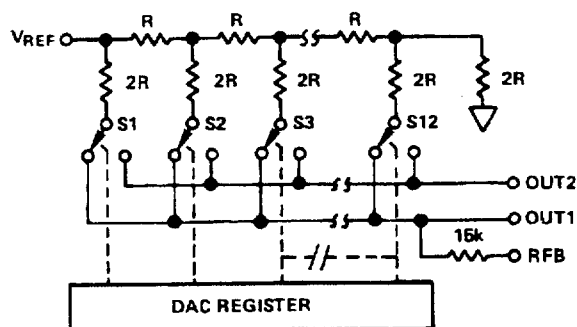 R R R
VREF
2R 2R 2R 2R 2R
S1 S2 S3 S12
OUT2
OUT1
15k
RFB
DAC REGISTER